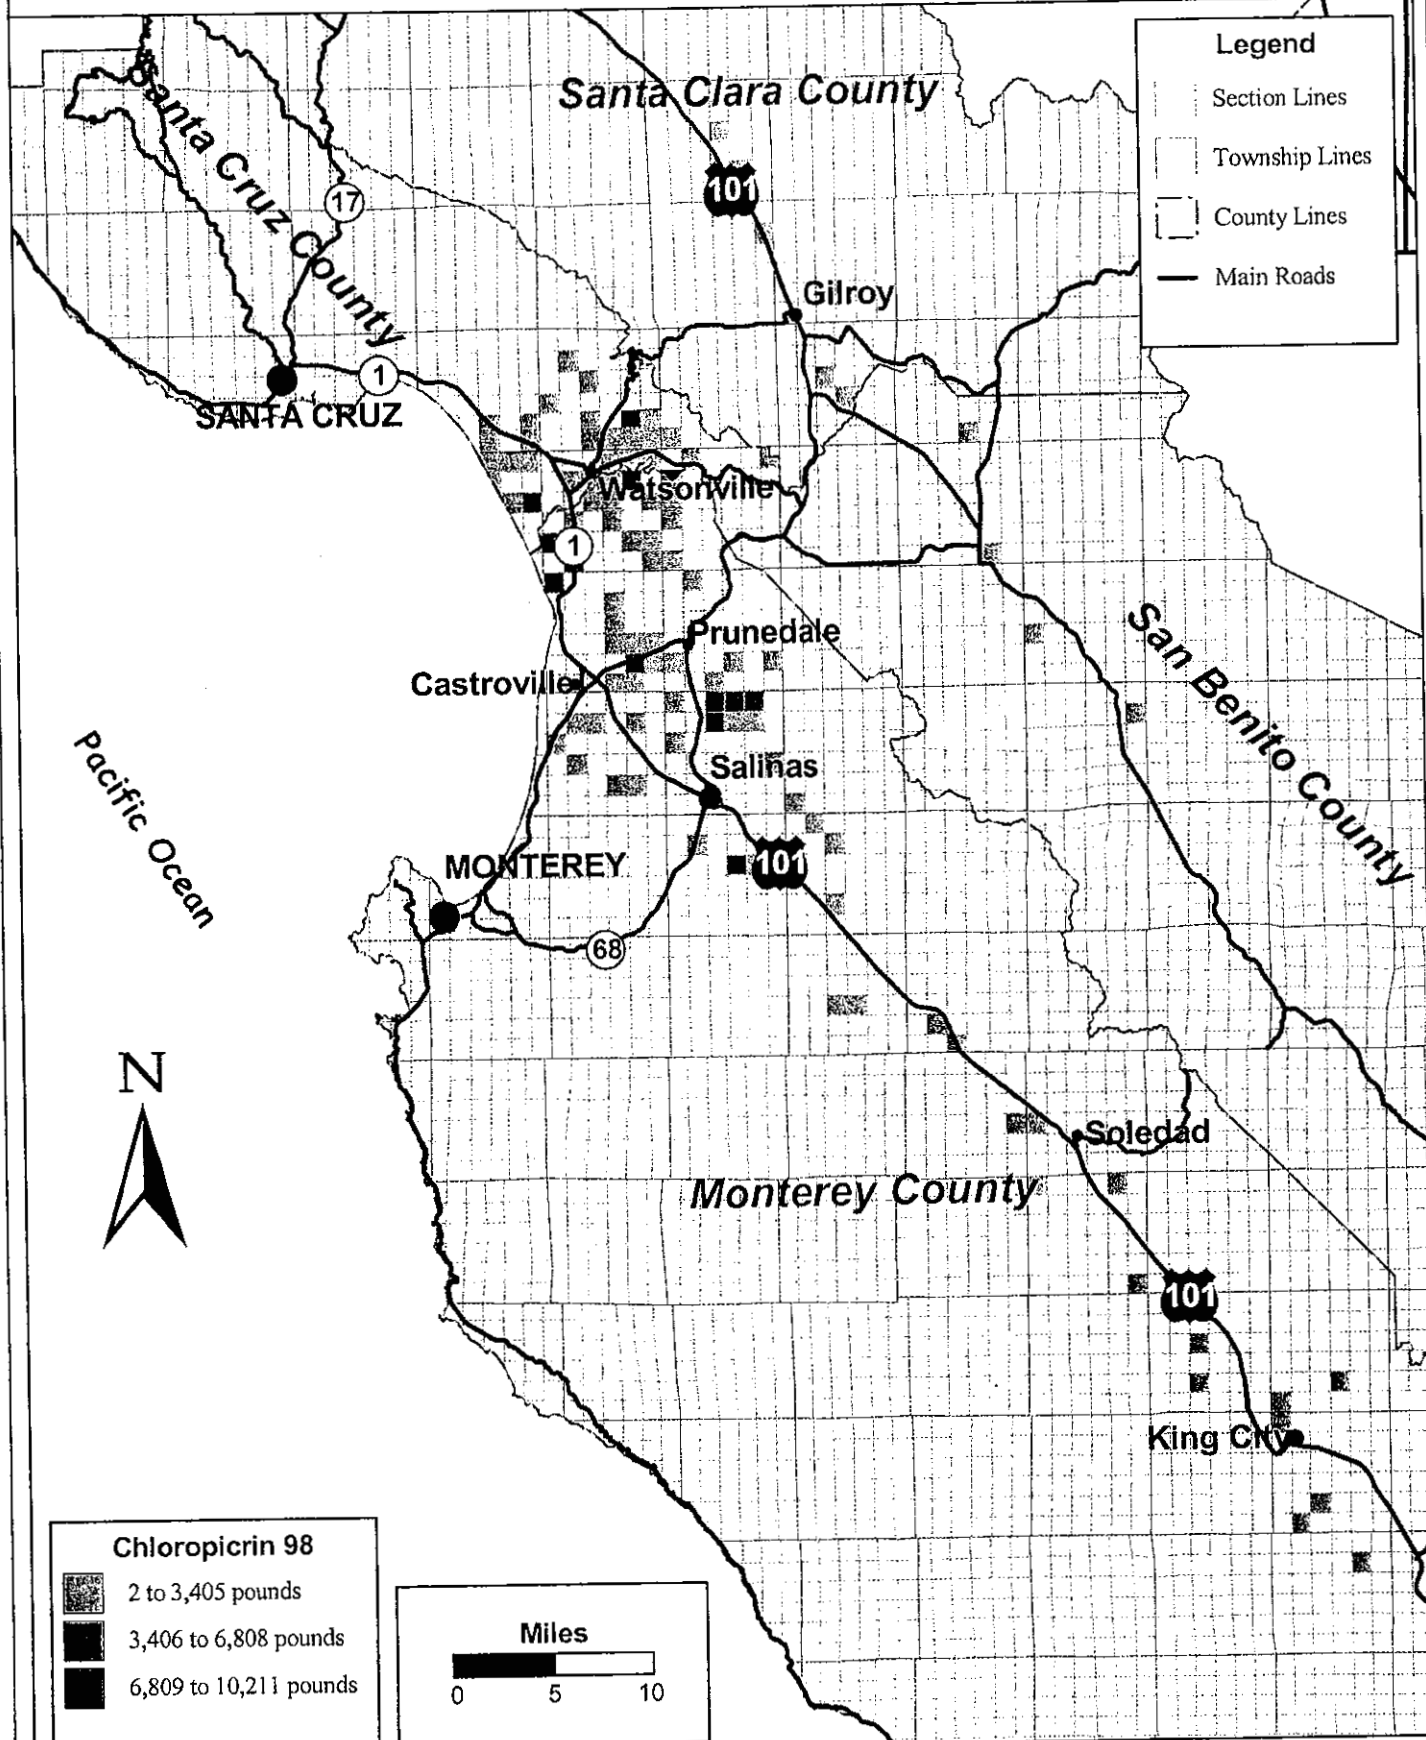 Legend
Section Lines
Township Lines
County Lines
Main Roads
Santa Clara County
Santa Cruz County
17
101
Gilroy
1
SANTA CRUZ
Watsonville
1
Prunedale
Castroville
San Benito County
Pacific Ocean
Salinas
MONTEREY
101
68
N
Soledad
Monterey County
101
King City
Chloropicrin 98
2 to 3,405 pounds
3,406 to 6,808 pounds
6,809 to 10,211 pounds
Miles
0 5 10